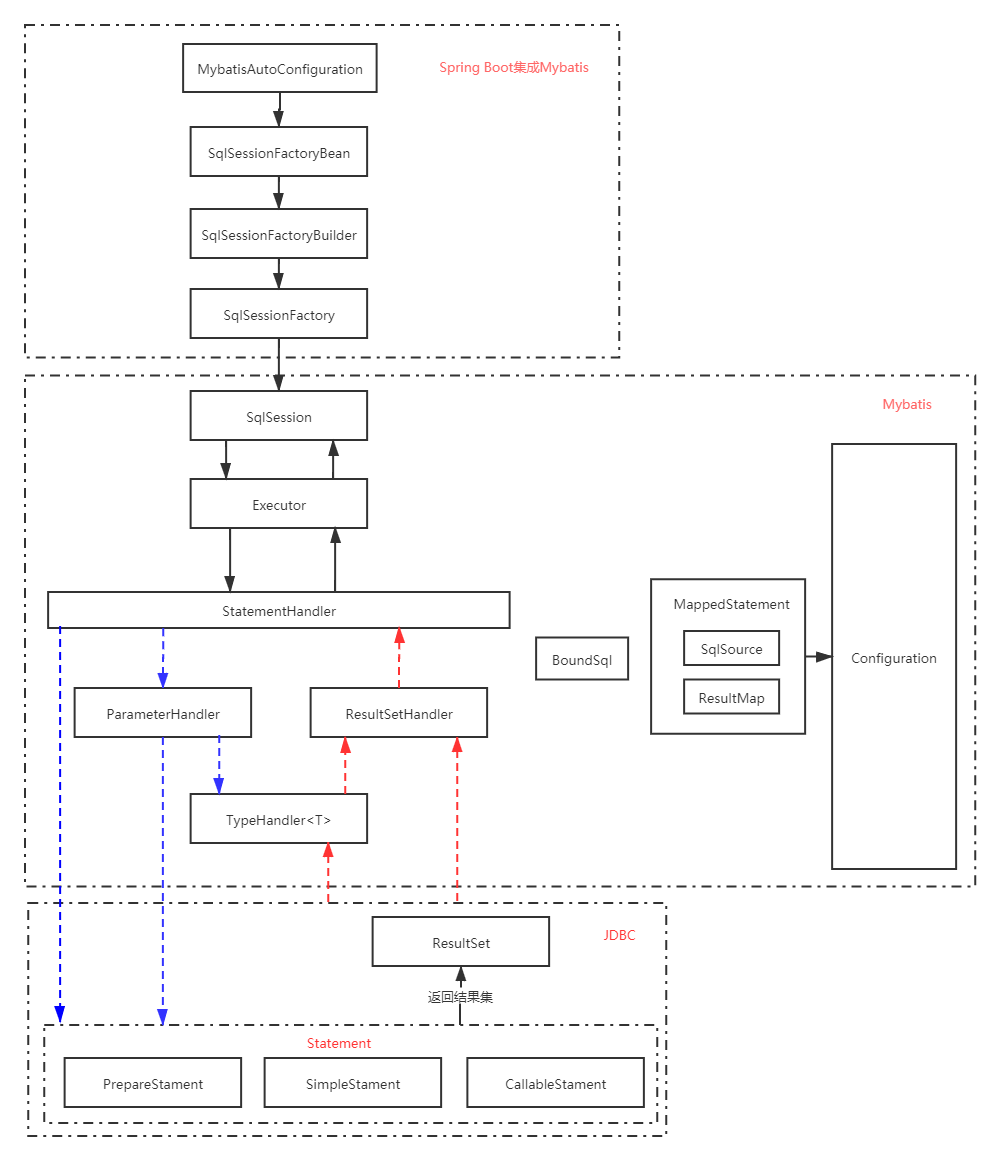 MybatisAutoConfiguration
Spring Boot集成Mybatis
SqlSessionFactoryBean
SqlSessionFactoryBuilder
SqlSessionFactory
Mybatis
SqlSession
Executor
StatementHandler
MappedStatement
SqlSource
ResultMap
BoundSql
Configuration
ParameterHandler
ResultSetHandler
TypeHandler<T>
JDBC
ResultSet
返回结果集
Statement
PrepareStament
SimpleStament
CallableStament